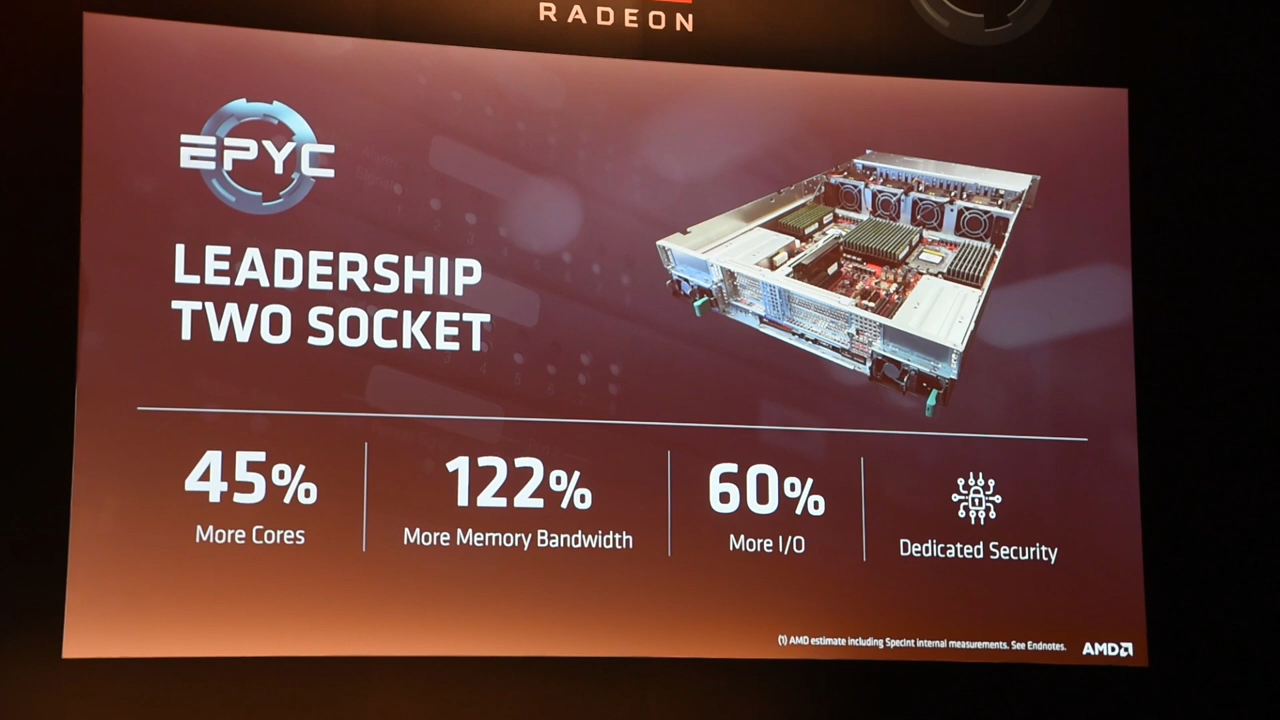 RADEON
EPYC
LEADERSHIP
TWO SOCKET
45%
More Cores
122%
More Memory Bandwidth
60%
More I/O
Dedicated Security
(1) AMD estimate including SpecInt internal measurements. See Endnotes.
AMD